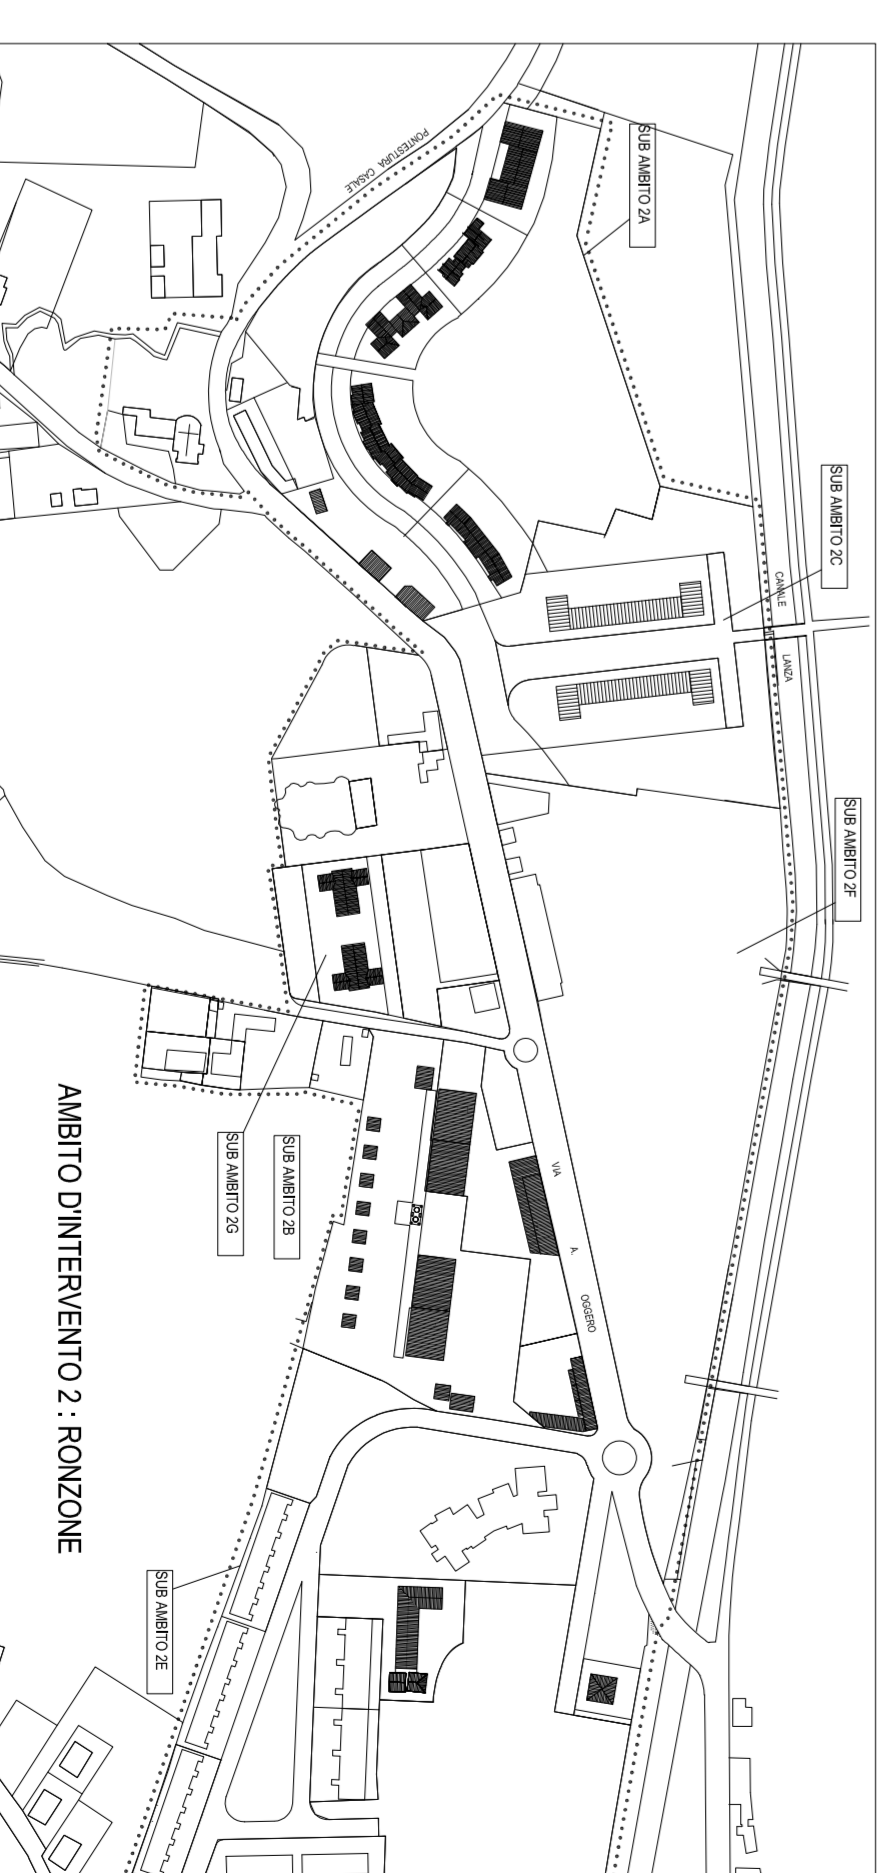 PONTESTURA CASALE
SUB AMBITO 2A
SUB AMBITO 2C
CANALE
LANZA
SUB AMBITO 2F
SUB AMBITO 2G
SUB AMBITO 2B
VIA
A.
OGGERO
AMBITO D'INTERVENTO 2 : RONZONE
SUB AMBITO 2E